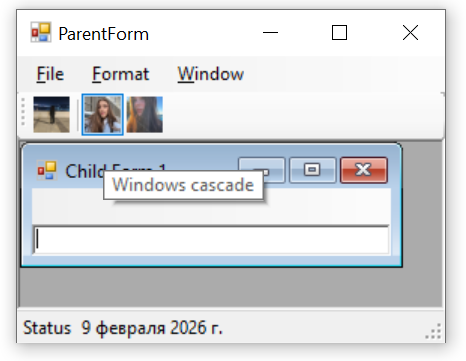 ParentForm
File Format Window
Child Form 1
Windows cascade
Status 9 февраля 2026 г.